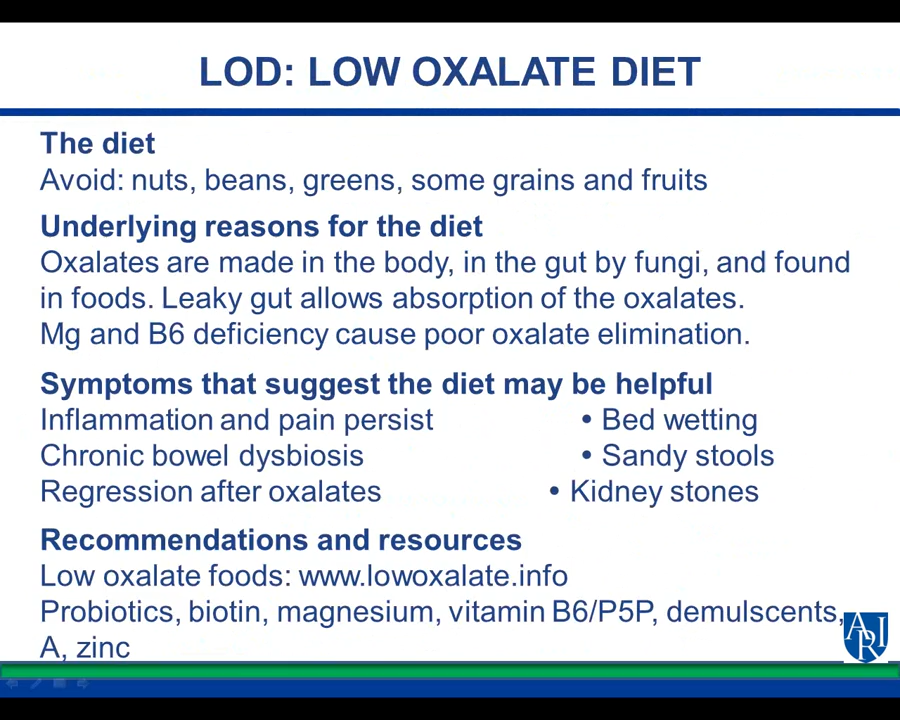 LOD: LOW OXALATE DIET
The diet
Avoid: nuts, beans, greens, some grains and fruits
Underlying reasons for the diet
Oxalates are made in the body, in the gut by fungi, and found
in foods. Leaky gut allows absorption of the oxalates.
Mg and B6 deficiency cause poor oxalate elimination.
Symptoms that suggest the diet may be helpful
Inflammation and pain persist • Bed wetting
Chronic bowel dysbiosis • Sandy stools
Regression after oxalates • Kidney stones
Recommendations and resources
Low oxalate foods: www.lowoxalate.info
Probiotics, biotin, magnesium, vitamin B6/P5P, demulscents,
A, zinc
ARI